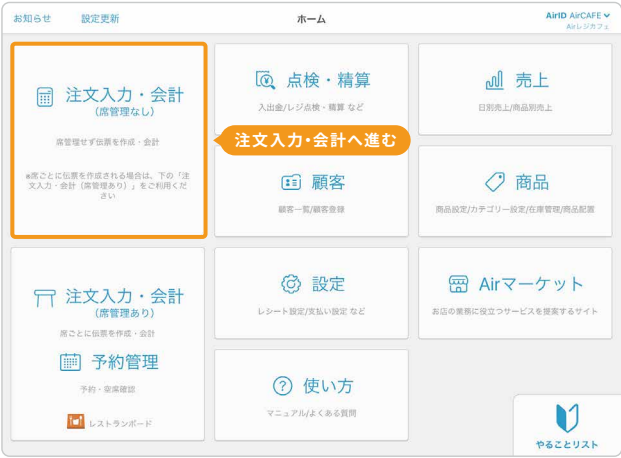 お知らせ
設定更新
ホーム
AirID AirCAFE
Airレジカフェ
注文入力・会計
(席管理なし)
席管理せず伝票を作成・会計
※席ごとに伝票を作成される場合は、下の「注
文入力・会計（席管理あり）」をご利用くだ
さい
点検・精算
入出金/レジ点検・精算 など
売上
日別売上/商品別売上
注文入力・会計へ進む
顧客
顧客一覧/顧客登録
商品
商品設定/カテゴリー設定/在庫管理/商品配置
注文入力・会計
(席管理あり)
席ごとに伝票を作成・会計
予約管理
予約・空席確認
レストランボード
設定
レシート設定/支払い設定 など
Airマーケット
お店の業務に役立つサービスを提案するサイト
使い方
マニュアル/よくある質問
やることリスト